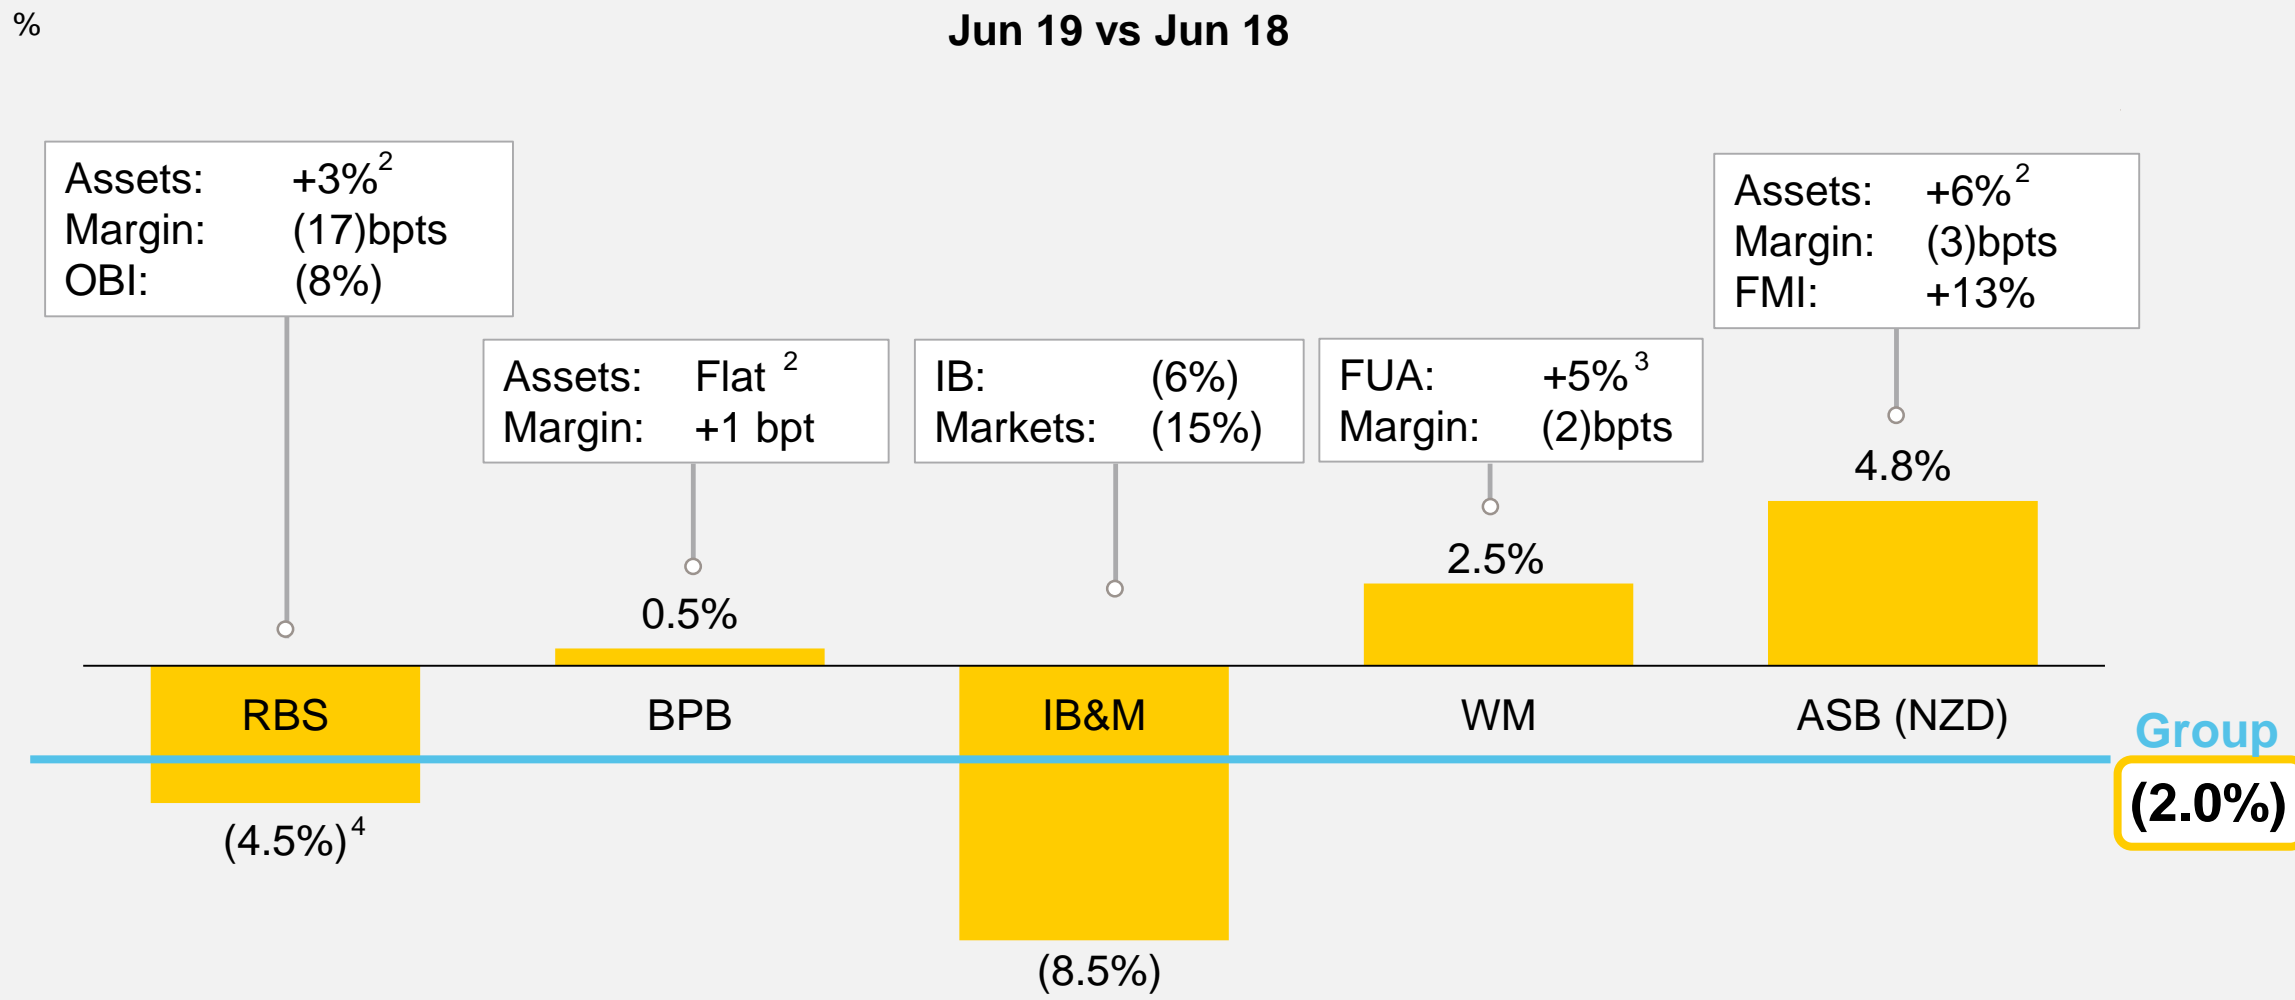 %
Jun 19 vs Jun 18
Assets: +3%2
Margin: (17)bpts
OBI: (8%)
Assets: Flat 2
Margin: +1 bpt
IB: (6%)
Markets: (15%)
FUA: +5%3
Margin: (2)bpts
Assets: +6%2
Margin: (3)bpts
FMI: +13%
0.5%
2.5%
4.8%
RBS
BPB
IB&M
WM
ASB (NZD)
Group
(2.0%)
(4.5%)4
(8.5%)